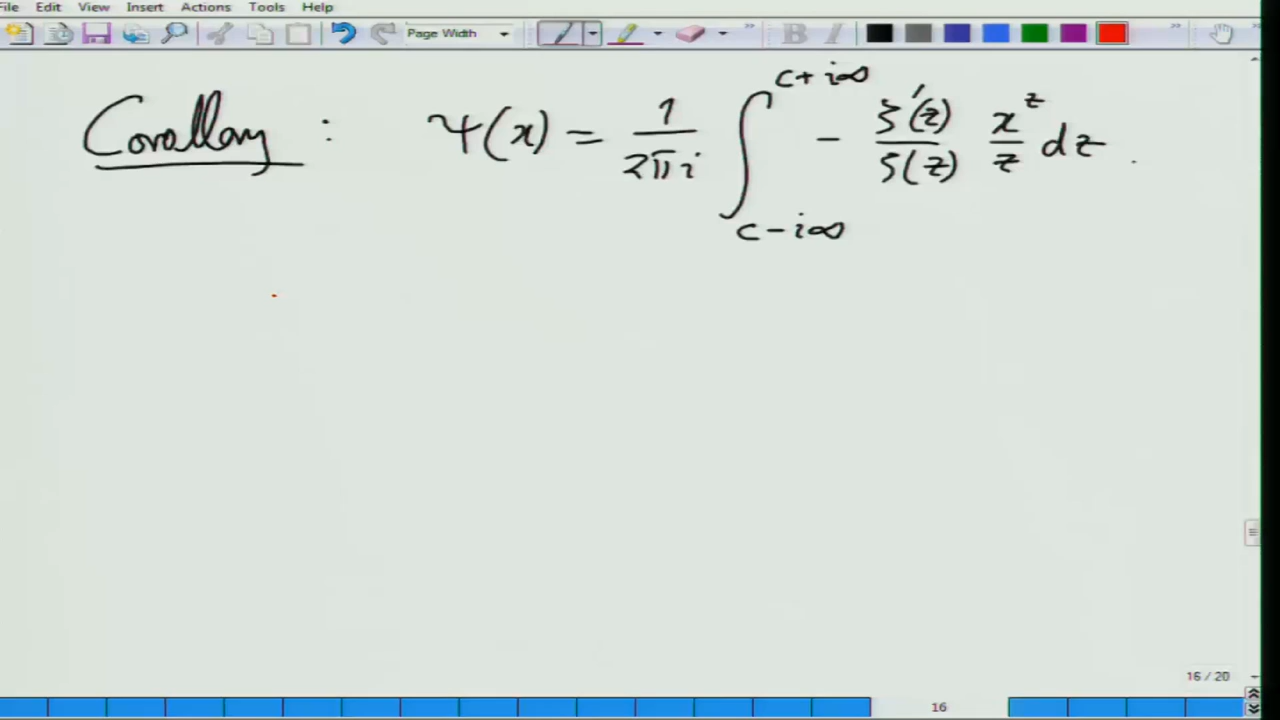 File Edit View Insert Actions Tools Help
Page Width
Corollary : Ψ(x) = 1/2πi ∫_{c-i∞}^{c+i∞} - ζ'(z)/ζ(z) x^z/z dz .
16 / 20
16